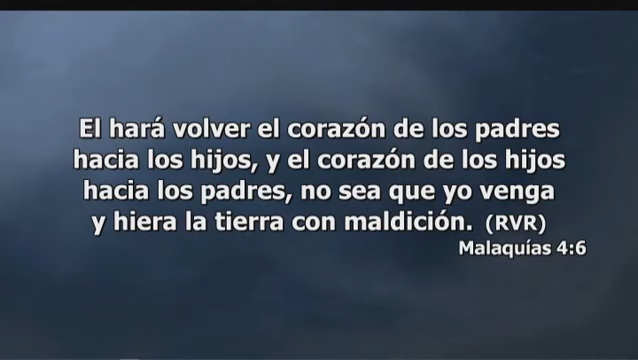 El hará volver el corazón de los padres
hacia los hijos, y el corazón de los hijos
hacia los padres, no sea que yo venga
y hiera la tierra con maldición. (RVR)
Malaquías 4:6